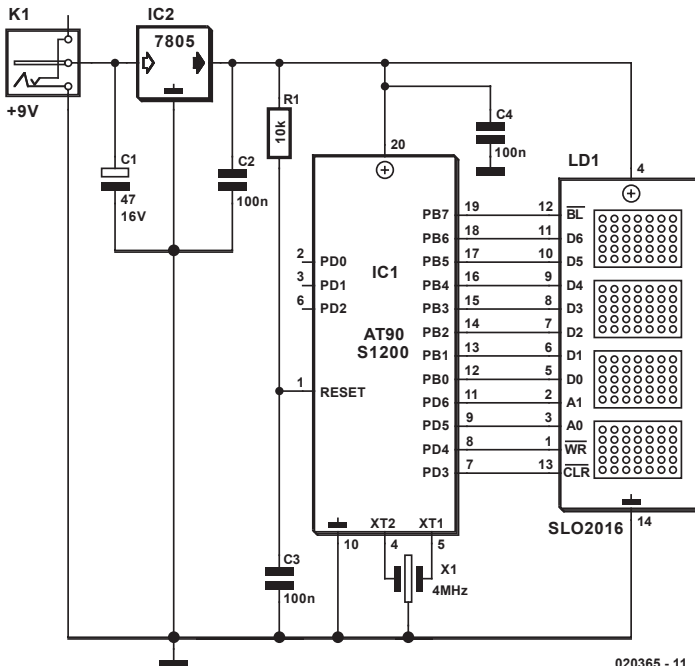 K1
+9V
IC2
7805
C1
47
16V
C2
100n
R1
10k
C4
100n
20
2 PD0
3 PD1
6 PD2
IC1
AT90
S1200
1 RESET
PB7 19
PB6 18
PB5 17
PB4 16
PB3 15
PB2 14
PB1 13
PB0 12
PD6 11
PD5 9
PD4 8
PD3 7
XT2 XT1
10 4 5
X1
4MHz
C3
100n
LD1
4
12 BL
11 D6
10 D5
9 D4
8 D3
7 D2
6 D1
5 D0
2 A1
3 A0
1 WR
13 CLR
SLO2016
14
020365 - 11